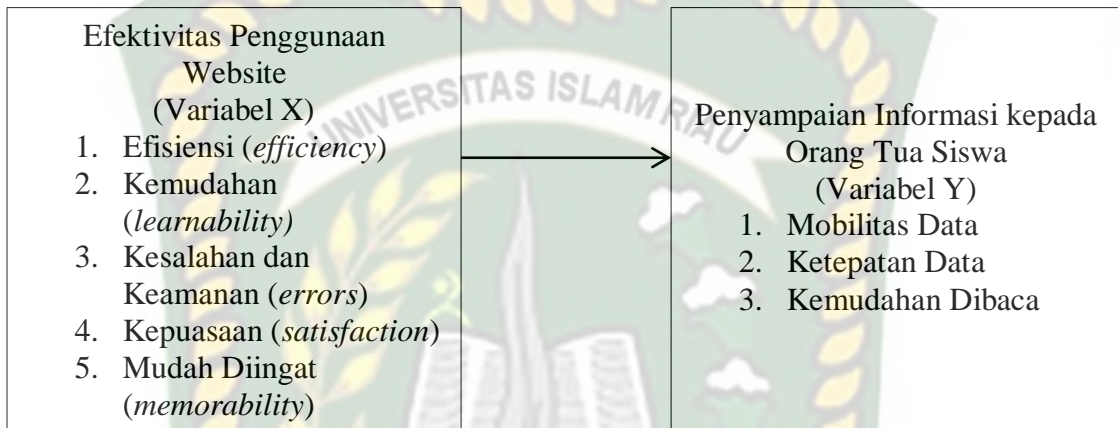 Efektivitas Penggunaan
Website
(Variabel X)
1. Efisiensi (efficiency)
2. Kemudahan
(learnability)
3. Kesalahan dan
Keamanan (errors)
4. Kepuasaan (satisfaction)
5. Mudah Diingat
(memorability)
UNIVERSITAS ISLAM RIAU
Penyampaian Informasi kepada
Orang Tua Siswa
(Variabel Y)
1. Mobilitas Data
2. Ketepatan Data
3. Kemudahan Dibaca